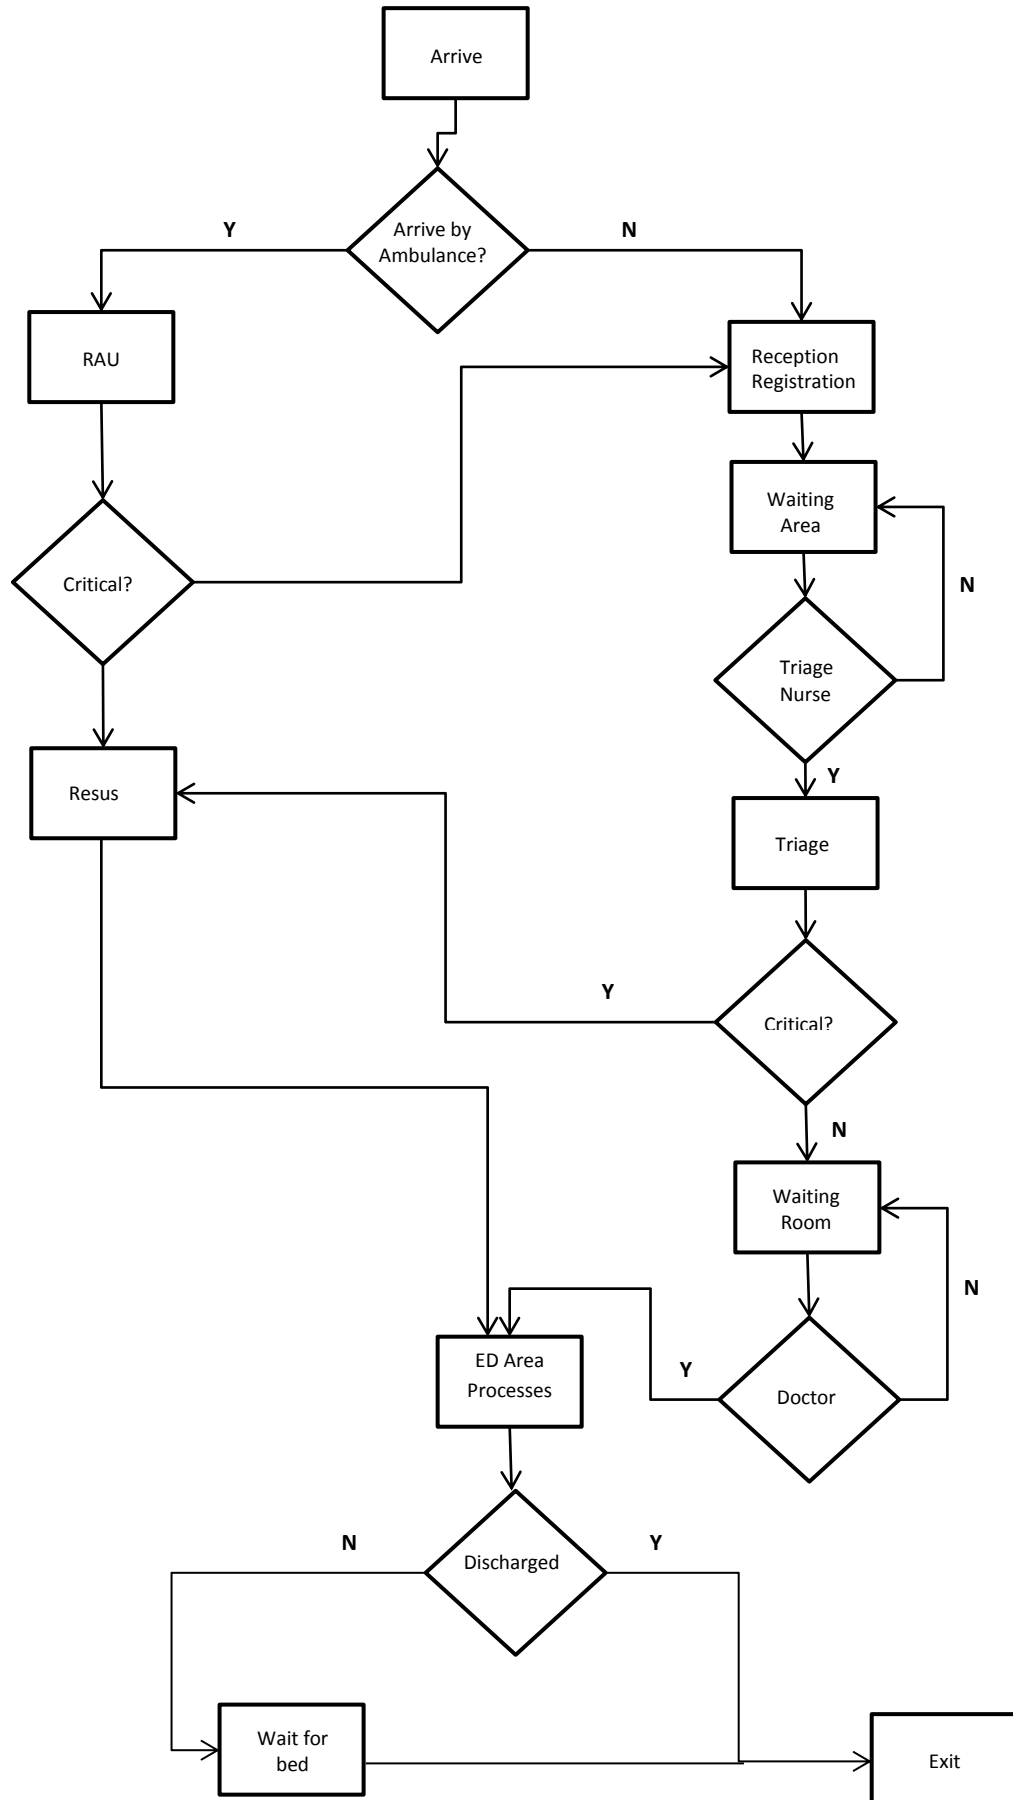 Arrive
Arrive by
Ambulance?
Y
N
RAU
Reception
Registration
Waiting
Area
Critical?
N
Triage
Nurse
Y
Resus
Triage
Y
Critical?
N
Waiting
Room
N
ED Area
Processes
Y
Doctor
N
Discharged
Y
Wait for
bed
Exit